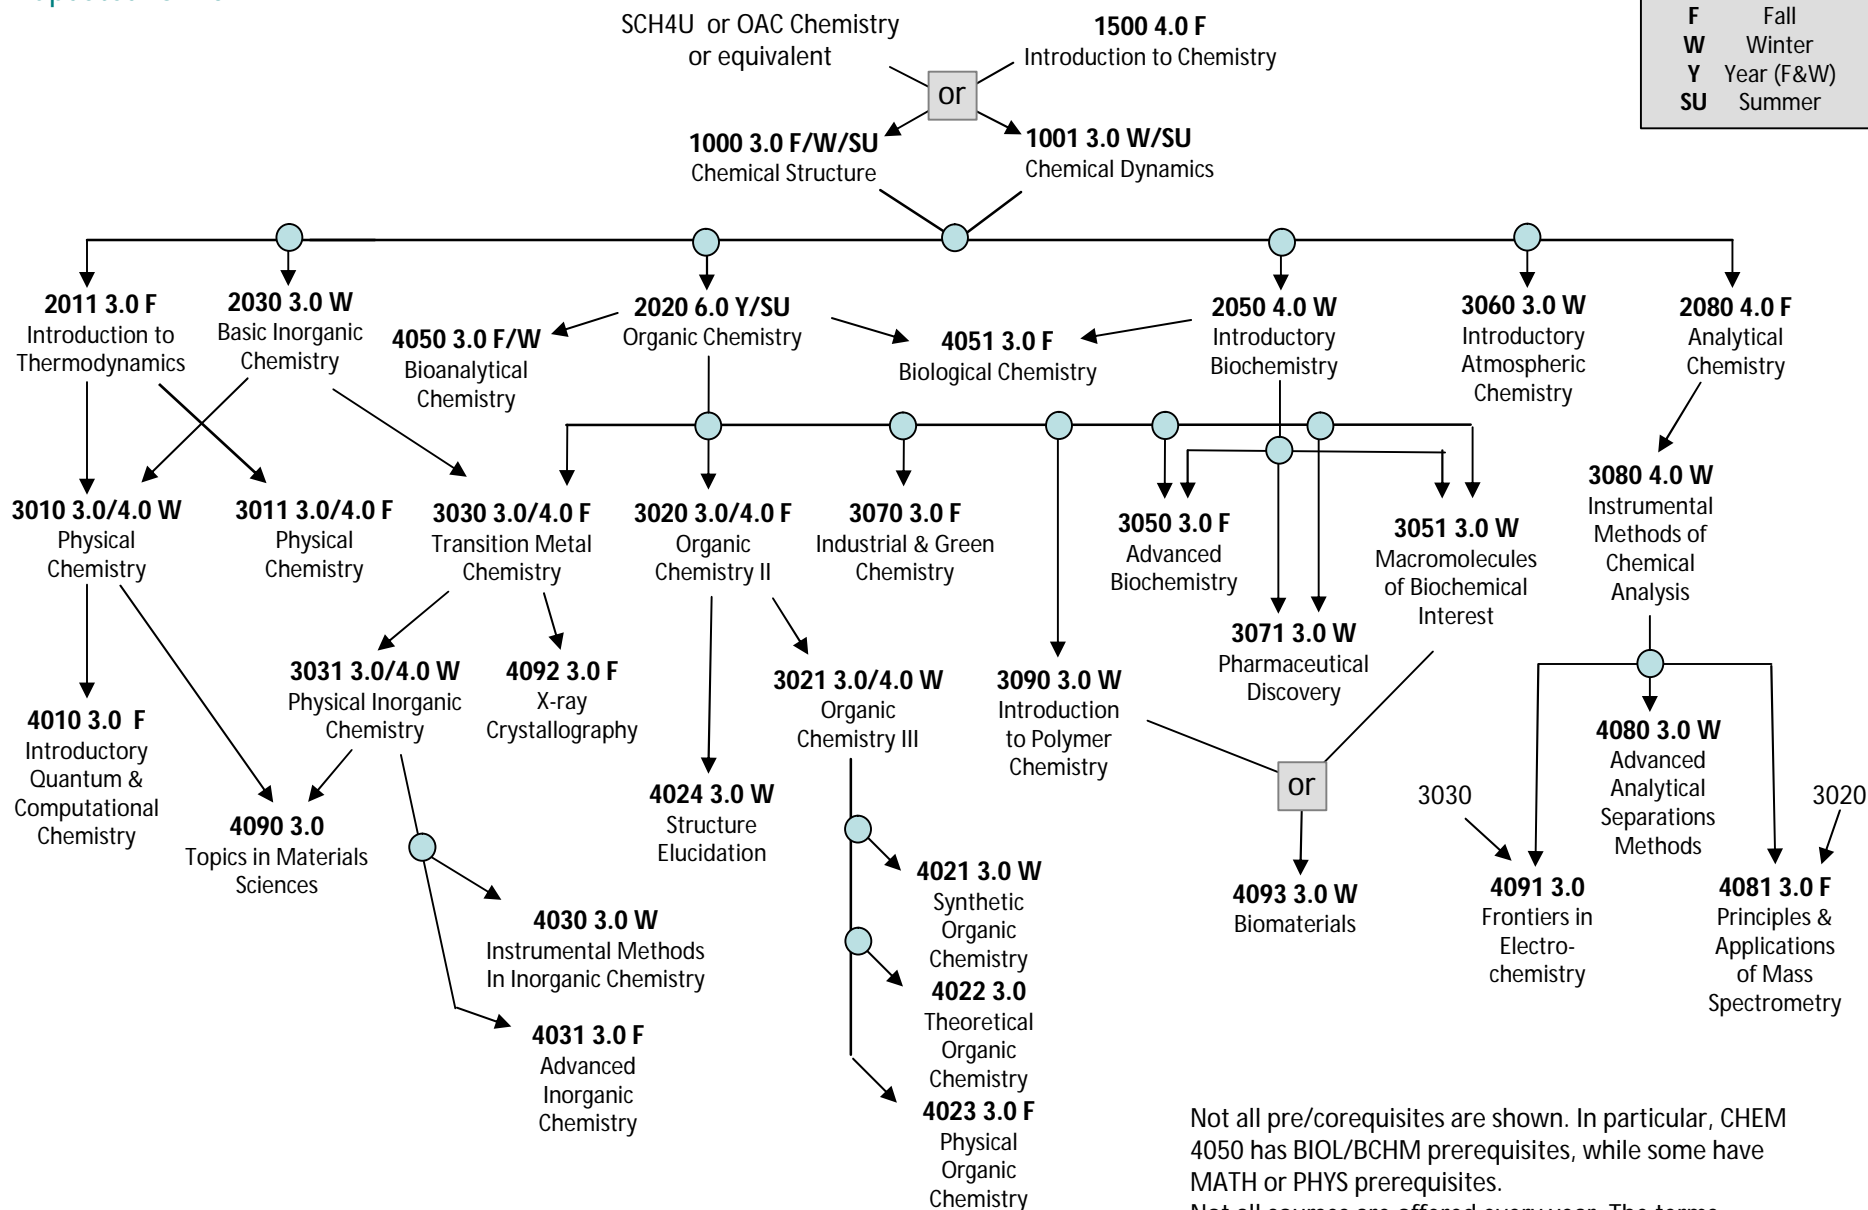 SCH4U or OAC Chemistry
or equivalent
1500 4.0 F
Introduction to Chemistry
F Fall
W Winter
Y Year (F&W)
SU Summer
or
1000 3.0 F/W/SU
Chemical Structure
1001 3.0 W/SU
Chemical Dynamics
2011 3.0 F
Introduction to
Thermodynamics
2030 3.0 W
Basic Inorganic
Chemistry
4050 3.0 F/W
Bioanalytical
Chemistry
2020 6.0 Y/SU
Organic Chemistry
4051 3.0 F
Biological Chemistry
2050 4.0 W
Introductory
Biochemistry
3060 3.0 W
Introductory
Atmospheric
Chemistry
2080 4.0 F
Analytical
Chemistry
3010 3.0/4.0 W
Physical
Chemistry
3011 3.0/4.0 F
Physical
Chemistry
3030 3.0/4.0 F
Transition Metal
Chemistry
3020 3.0/4.0 F
Organic
Chemistry II
3070 3.0 F
Industrial & Green
Chemistry
3050 3.0 F
Advanced
Biochemistry
3051 3.0 W
Macromolecules
of Biochemical
Interest
3080 4.0 W
Instrumental
Methods of
Chemical
Analysis
3071 3.0 W
Pharmaceutical
Discovery
4010 3.0 F
Introductory
Quantum &
Computational
Chemistry
3031 3.0/4.0 W
Physical Inorganic
Chemistry
4092 3.0 F
X-ray
Crystallography
3021 3.0/4.0 W
Organic
Chemistry III
3090 3.0 W
Introduction
to Polymer
Chemistry
4080 3.0 W
Advanced
Analytical
Separations
Methods
4090 3.0
Topics in Materials
Sciences
4024 3.0 W
Structure
Elucidation
or
3030
3020
4021 3.0 W
Synthetic
Organic
Chemistry
4093 3.0 W
Biomaterials
4091 3.0
Frontiers in
Electro-
chemistry
4081 3.0 F
Principles &
Applications
of Mass
Spectrometry
4030 3.0 W
Instrumental Methods
In Inorganic Chemistry
4022 3.0
Theoretical
Organic
Chemistry
4031 3.0 F
Advanced
Inorganic
Chemistry
4023 3.0 F
Physical
Organic
Chemistry
Not all pre/corequisites are shown. In particular, CHEM
4050 has BIOL/BCHM prerequisites, while some have
MATH or PHYS prerequisites.
Not all courses are offered every year. The terms